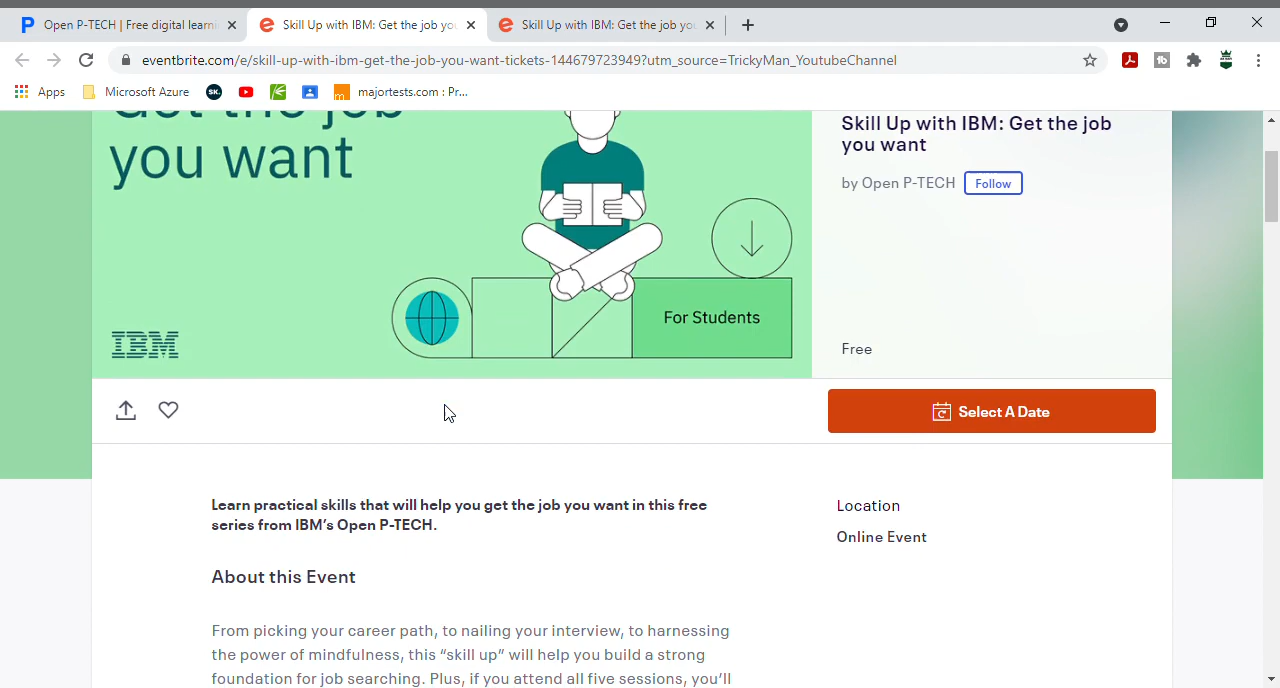 Open P-TECH | Free digital learni
Skill Up with IBM: Get the job yo
Skill Up with IBM: Get the job yo
eventbrite.com/e/skill-up-with-ibm-get-the-job-you-want-tickets-144679723949?utm_source=TrickyMan_YoutubeChannel
Apps
Microsoft Azure
SK.
m
majortests.com : Pr...
Get the job
you want
For Students
IBM
Skill Up with IBM: Get the job
you want
by Open P-TECH
Follow
Free
Select A Date
Learn practical skills that will help you get the job you want in this free
series from IBM's Open P-TECH.
About this Event
From picking your career path, to nailing your interview, to harnessing
the power of mindfulness, this “skill up” will help you build a strong
foundation for job searching. Plus, if you attend all five sessions, you'll
Location
Online Event